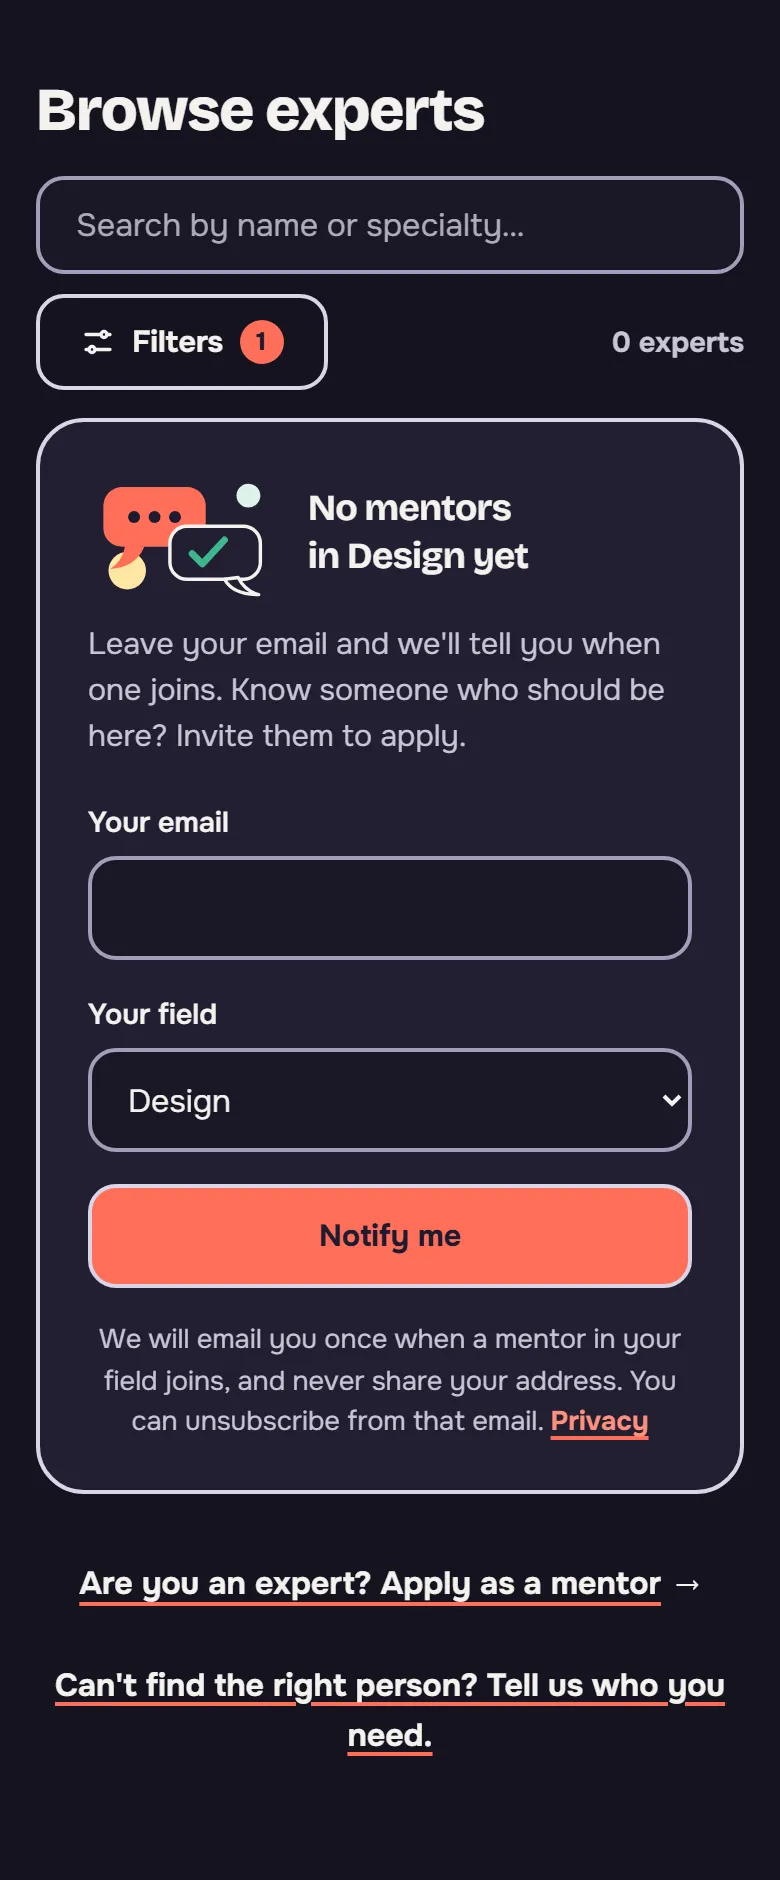 Browse experts
Search by name or specialty...
Filters 1
0 experts
No mentors
in Design yet
Leave your email and we'll tell you when
one joins. Know someone who should be
here? Invite them to apply.
Your email
Your field
Design
Notify me
We will email you once when a mentor in your
field joins, and never share your address. You
can unsubscribe from that email. Privacy
Are you an expert? Apply as a mentor →
Can't find the right person? Tell us who you
need.